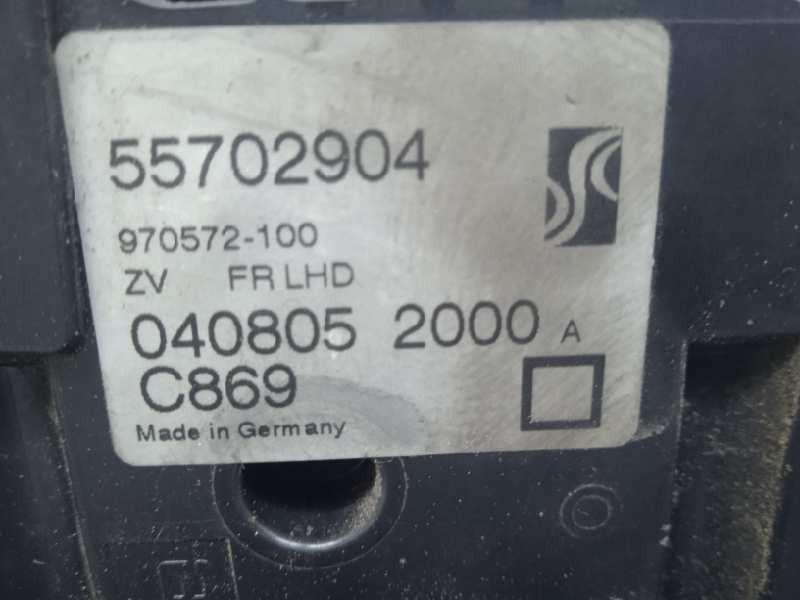 55702904
970572-100
ZV FR LHD
040805 2000 A
C869
Made in Germany